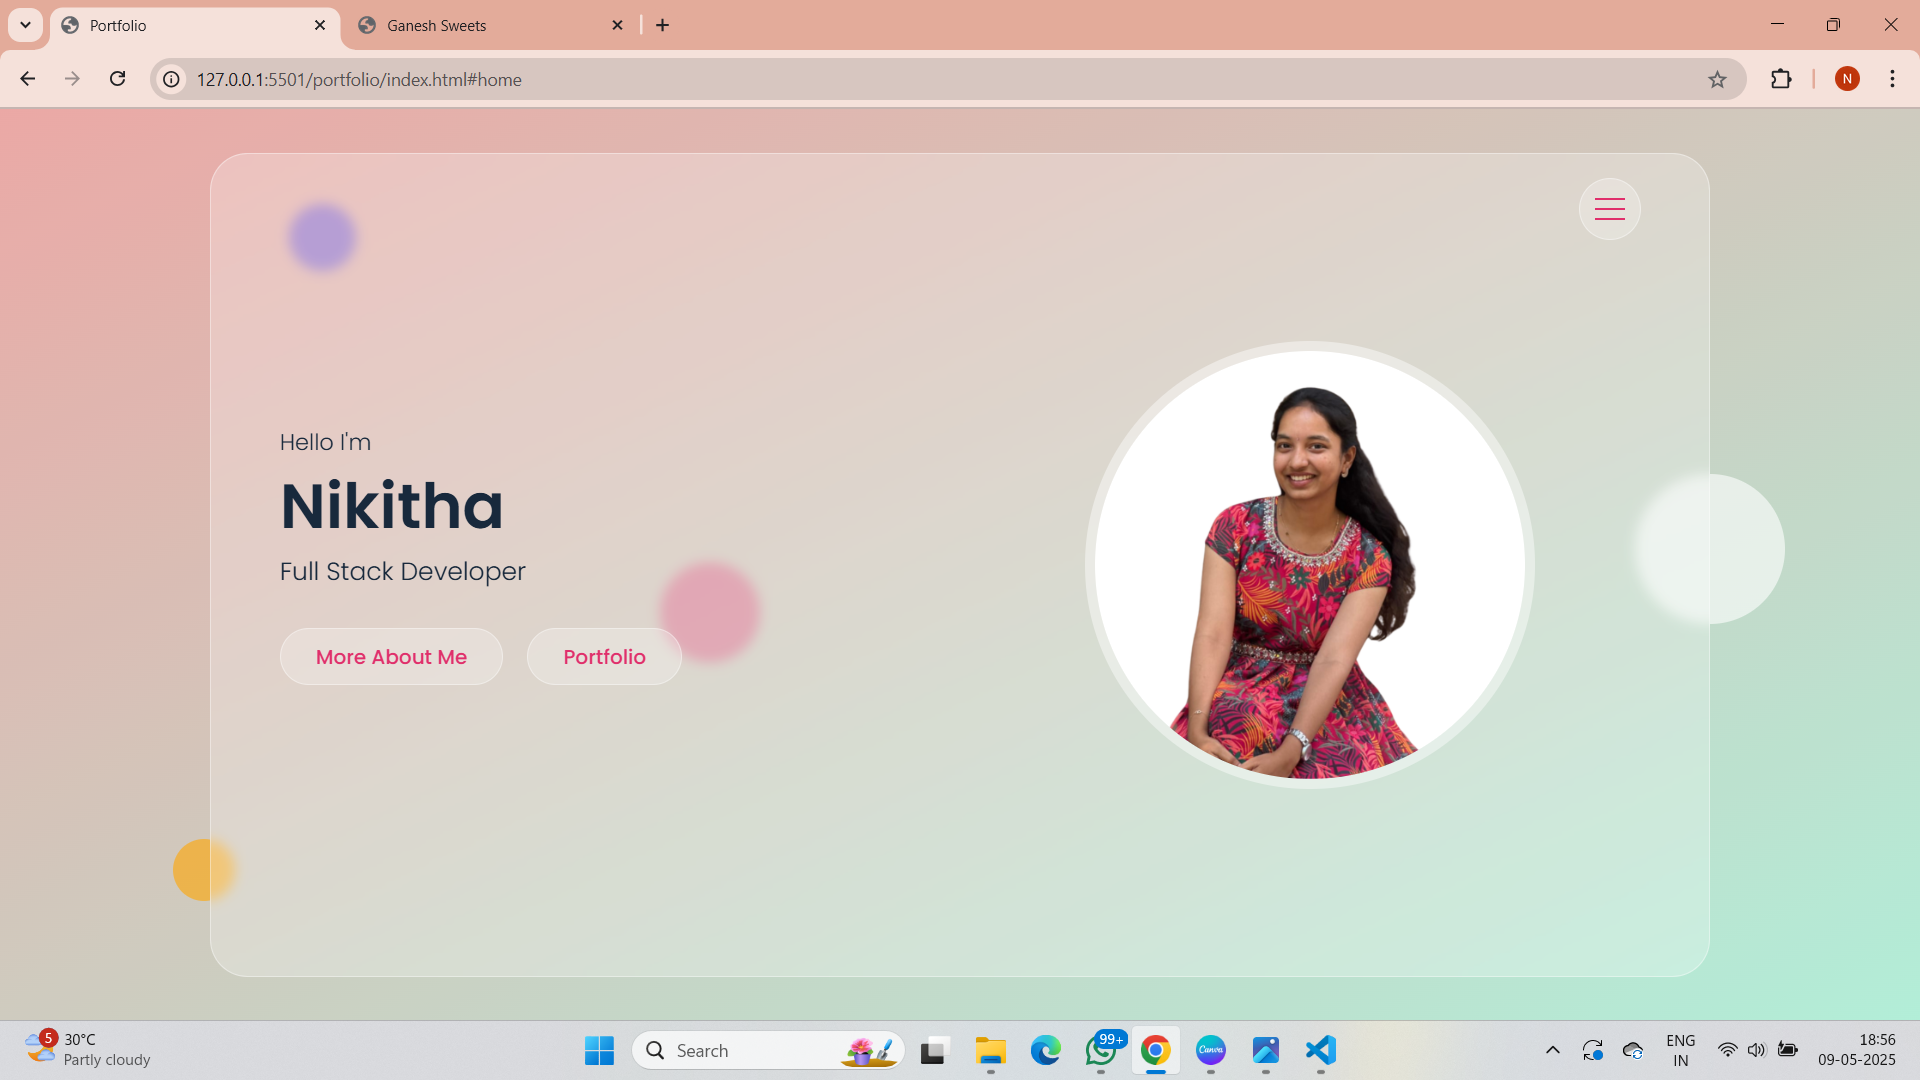 Portfolio
Ganesh Sweets
127.0.0.1:5501/portfolio/index.html#home
N
Hello I'm
Nikitha
Full Stack Developer
More About Me
Portfolio
5
30°C
Partly cloudy
Search
99+
Canva
ENG
IN
18:56
09-05-2025